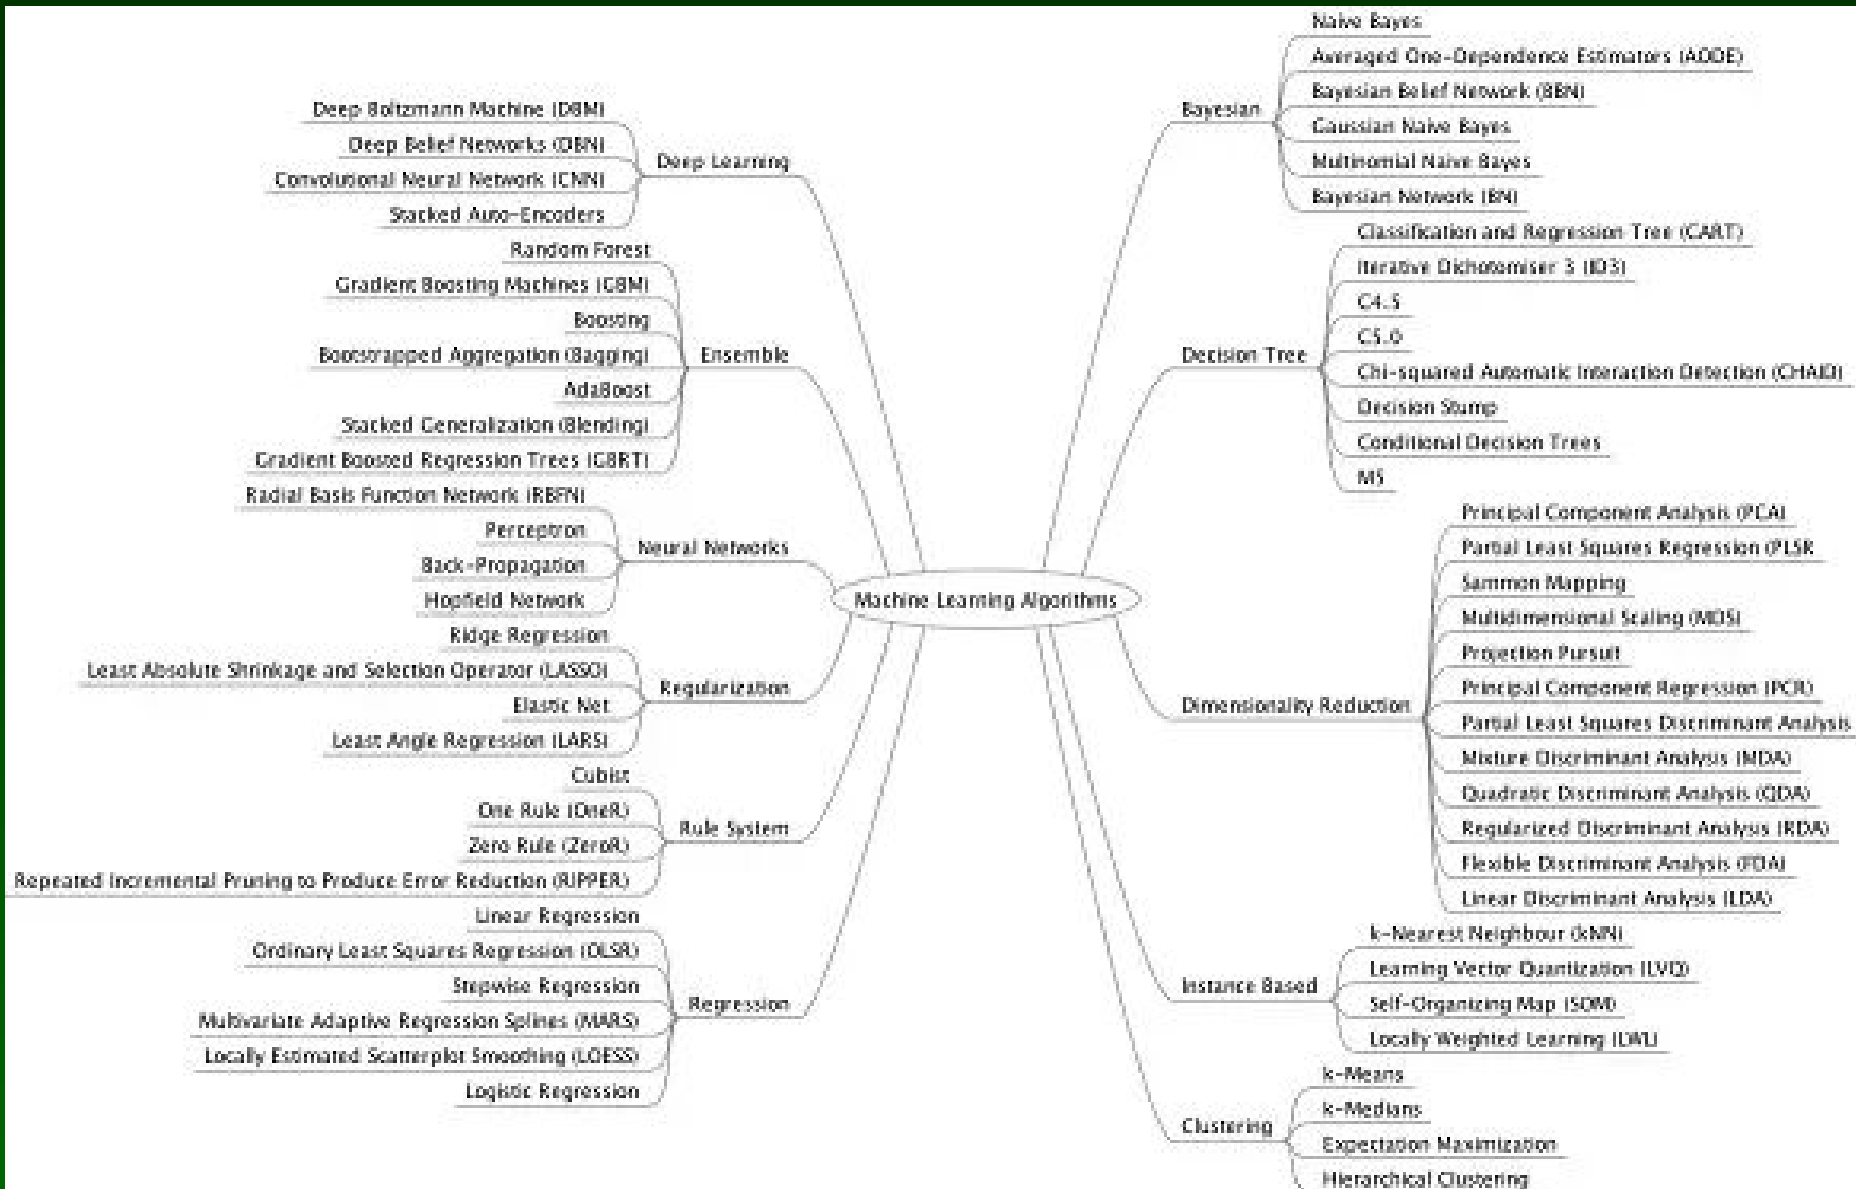 Machine Learning Algorithms
Deep Learning
Deep Boltzmann Machine (DBM)
Deep Belief Networks (DBN)
Convolutional Neural Network (CNN)
Stacked Auto-Encoders
Ensemble
Random Forest
Gradient Boosting Machines (GBM)
Boosting
Bootstrapped Aggregation (Bagging)
AdaBoost
Stacked Generalization (Blending)
Gradient Boosted Regression Trees (GBRT)
Neural Networks
Radial Basis Function Network (RBFN)
Perceptron
Back-Propagation
Hopfield Network
Regularization
Ridge Regression
Least Absolute Shrinkage and Selection Operator (LASSO)
Elastic Net
Least Angle Regression (LARS)
Rule System
Cubist
One Rule (OneR)
Zero Rule (ZeroR)
Repeated Incremental Pruning to Produce Error Reduction (RIPPER)
Regression
Linear Regression
Ordinary Least Squares Regression (OLSR)
Stepwise Regression
Multivariate Adaptive Regression Splines (MARS)
Locally Estimated Scatterplot Smoothing (LOESS)
Logistic Regression
Bayesian
Naive Bayes
Averaged One-Dependence Estimators (AODE)
Bayesian Belief Network (BBN)
Gaussian Naive Bayes
Multinomial Naive Bayes
Bayesian Network (BN)
Decision Tree
Classification and Regression Tree (CART)
Iterative Dichotomiser 3 (ID3)
C4.5
C5.0
Chi-squared Automatic Interaction Detection (CHAID)
Decision Stump
Conditional Decision Trees
M5
Dimensionality Reduction
Principal Component Analysis (PCA)
Partial Least Squares Regression (PLSR
Sammon Mapping
Multidimensional Scaling (MDS)
Projection Pursuit
Principal Component Regression (PCR)
Partial Least Squares Discriminant Analysis
Mixture Discriminant Analysis (MDA)
Quadratic Discriminant Analysis (QDA)
Regularized Discriminant Analysis (RDA)
Flexible Discriminant Analysis (FDA)
Linear Discriminant Analysis (LDA)
Instance Based
k-Nearest Neighbour (kNN)
Learning Vector Quantization (LVQ)
Self-Organizing Map (SOM)
Locally Weighted Learning (LWL)
Clustering
k-Means
k-Medians
Expectation Maximization
Hierarchical Clustering